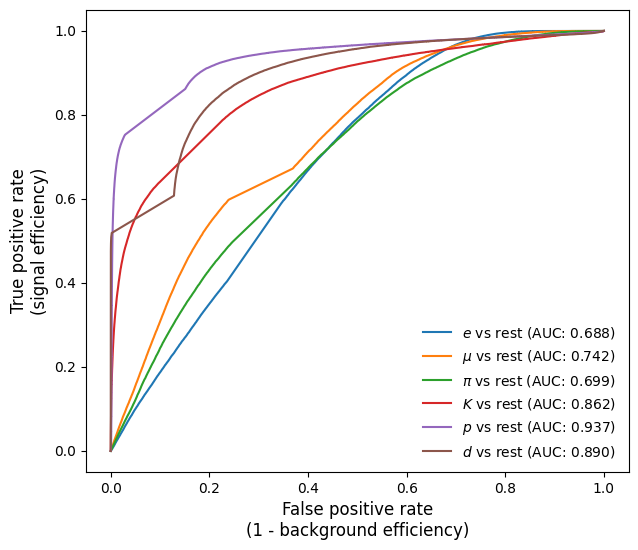 1.0
0.8
0.6
0.4
0.2
0.0
True positive rate
(signal efficiency)
0.0 0.2 0.4 0.6 0.8 1.0
False positive rate
(1 - background efficiency)
e vs rest (AUC: 0.688)
μ vs rest (AUC: 0.742)
π vs rest (AUC: 0.699)
K vs rest (AUC: 0.862)
p vs rest (AUC: 0.937)
d vs rest (AUC: 0.890)